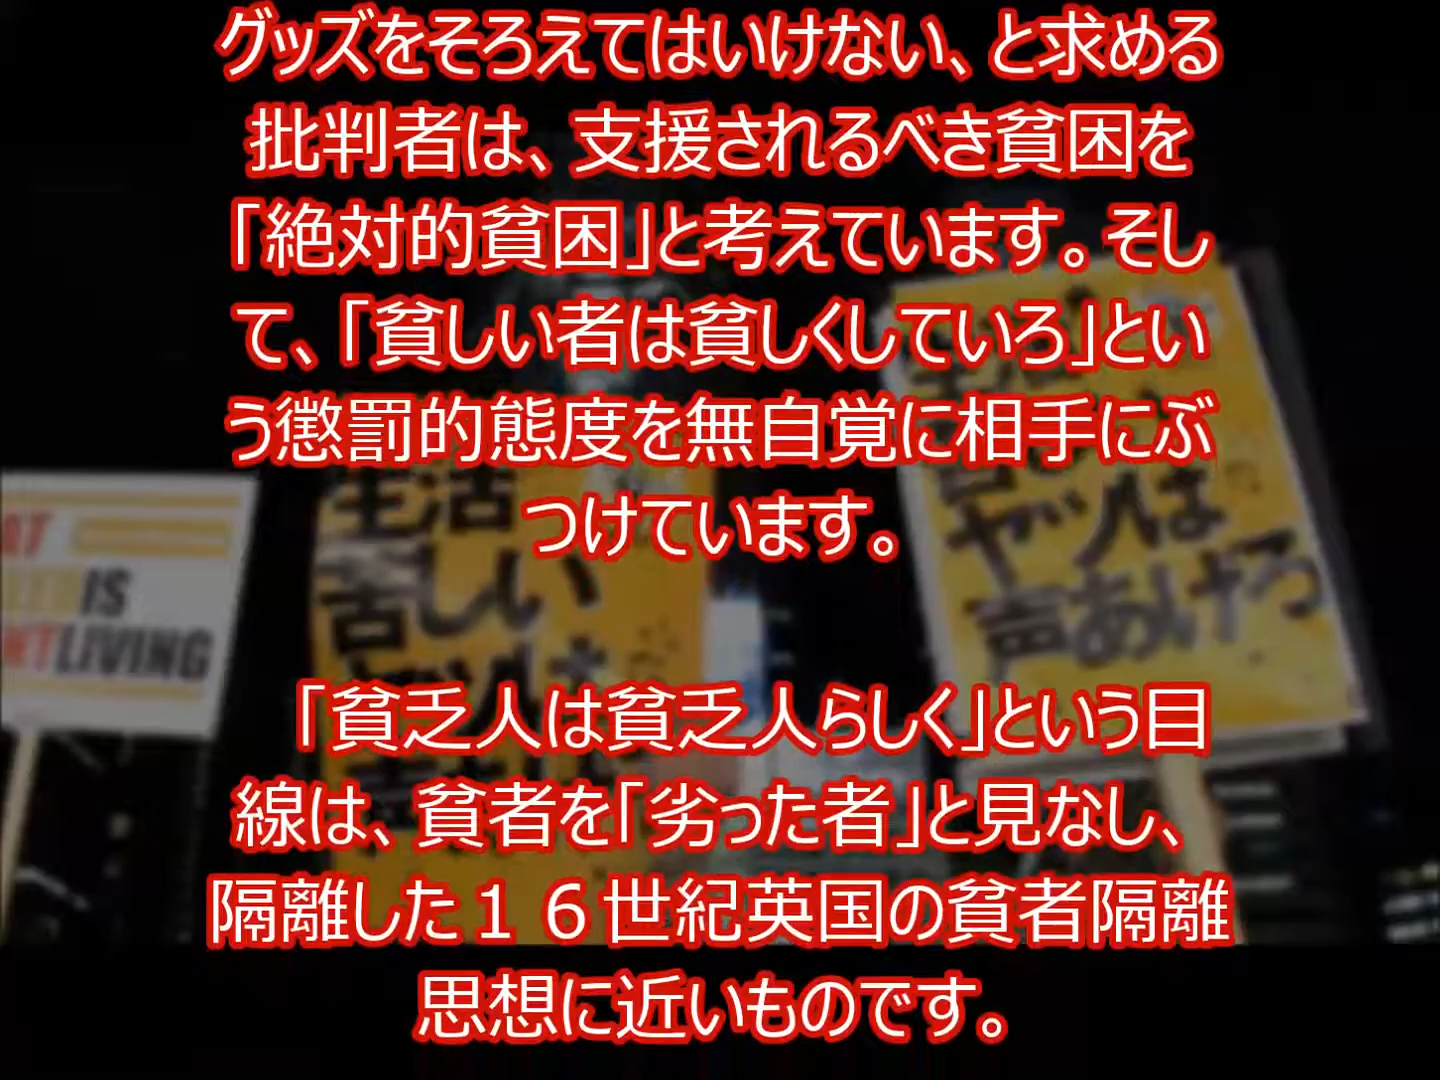 グッズをそろえてはいけない、と求める
批判者は、支援されるべき貧困を
「絶対的貧困」と考えています。そし
て、「貧しい者は貧しくしていろ」とい
う懲罰的態度を無自覚に相手にぶ
つけています。
「貧乏人は貧乏人らしく」という目
線は、貧者を「劣った者」と見なし、
隔離した１６世紀英国の貧者隔離
思想に近いものです。
IS
LIVING
生活
苦しい
ヤツは
声あげろ